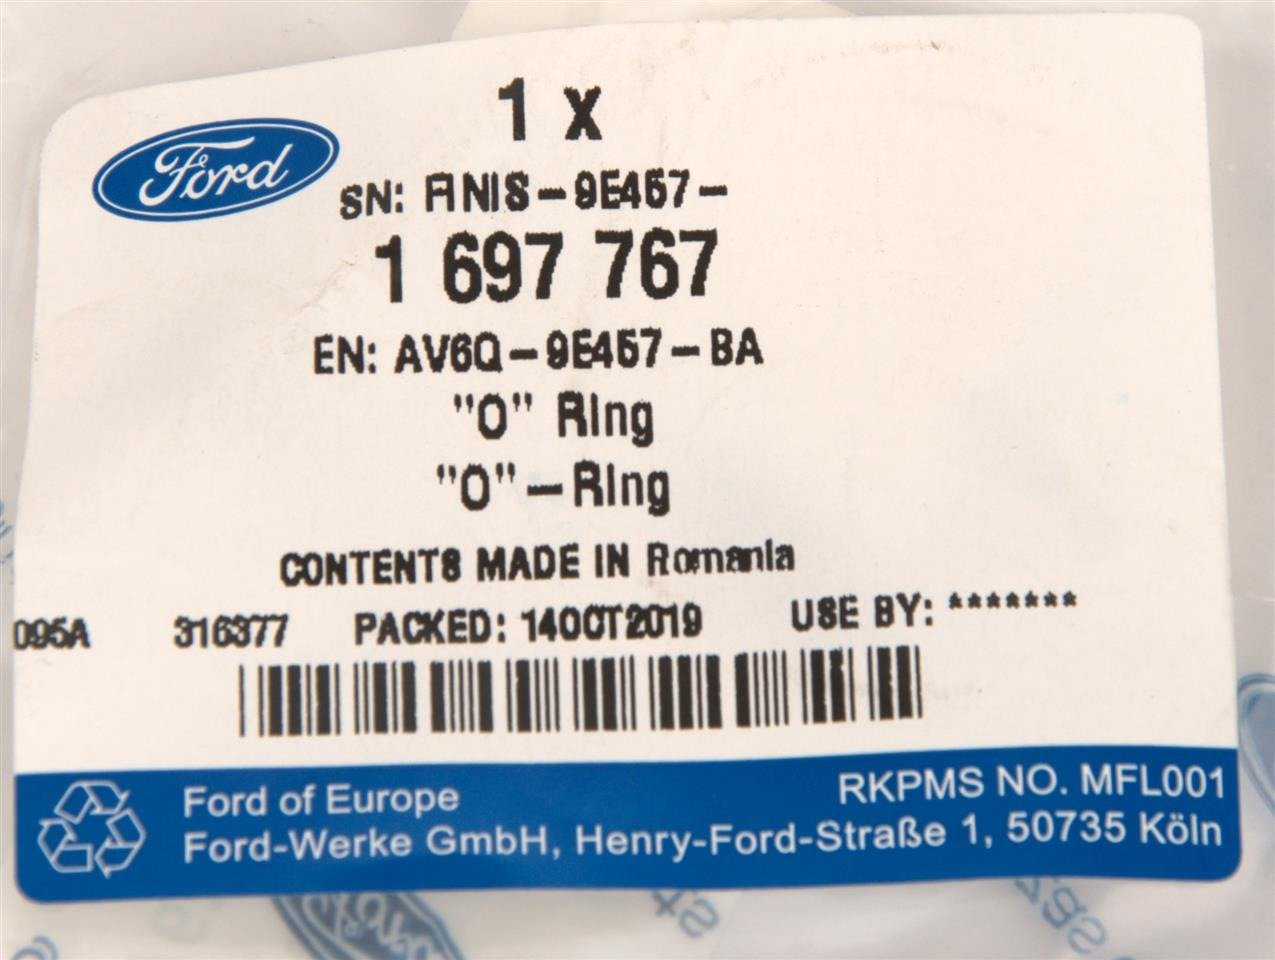 1 x
Ford
SN: FINIS-9E457-
1 697 767
EN: AV6Q-9E457-BA
"O" Ring
"O"-Ring
CONTENTS MADE IN Romania
095A 316377 PACKED: 14OCT2019 USE BY: *******
Ford of Europe
Ford-Werke GmbH, Henry-Ford-Straße 1, 50735 Köln
RKPMS NO. MFL001